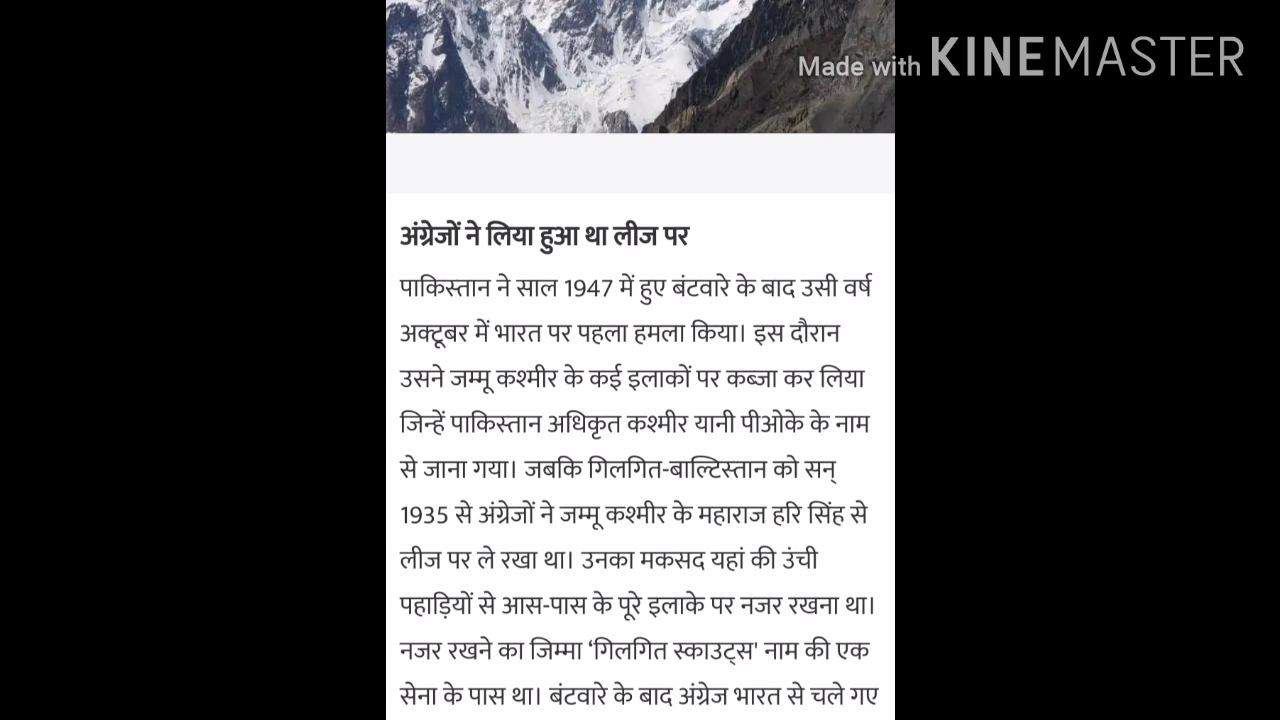 Made with KINEMASTER
अंग्रेजों ने लिया हुआ था लीज पर
पाकिस्तान ने साल 1947 में हुए बंटवारे के बाद उसी वर्ष
अक्टूबर में भारत पर पहला हमला किया। इस दौरान
उसने जम्मू कश्मीर के कई इलाकों पर कब्जा कर लिया
जिन्हें पाकिस्तान अधिकृत कश्मीर यानी पीओके के नाम
से जाना गया। जबकि गिलगित-बाल्टिस्तान को सन्
1935 से अंग्रेजों ने जम्मू कश्मीर के महाराज हरि सिंह से
लीज पर ले रखा था। उनका मकसद यहां की उंची
पहाड़ियों से आस-पास के पूरे इलाके पर नजर रखना था।
नजर रखने का जिम्मा ‘गिलगित स्काउट्स' नाम की एक
सेना के पास था। बंटवारे के बाद अंग्रेज भारत से चले गए